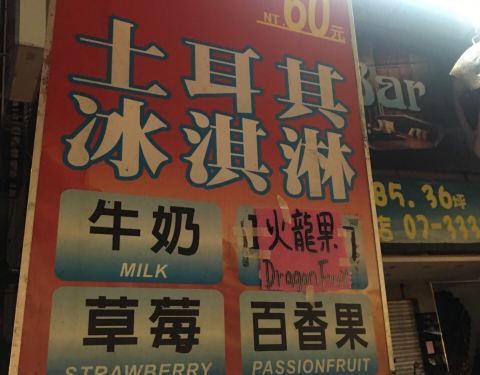 NT.60元
土耳其
冰淇淋
牛奶
MILK
火龍果
Dragon Fruit
草莓
STRAWBERRY
百香果
PASSIONFRUIT
Bar
85.36坪
店 07-333